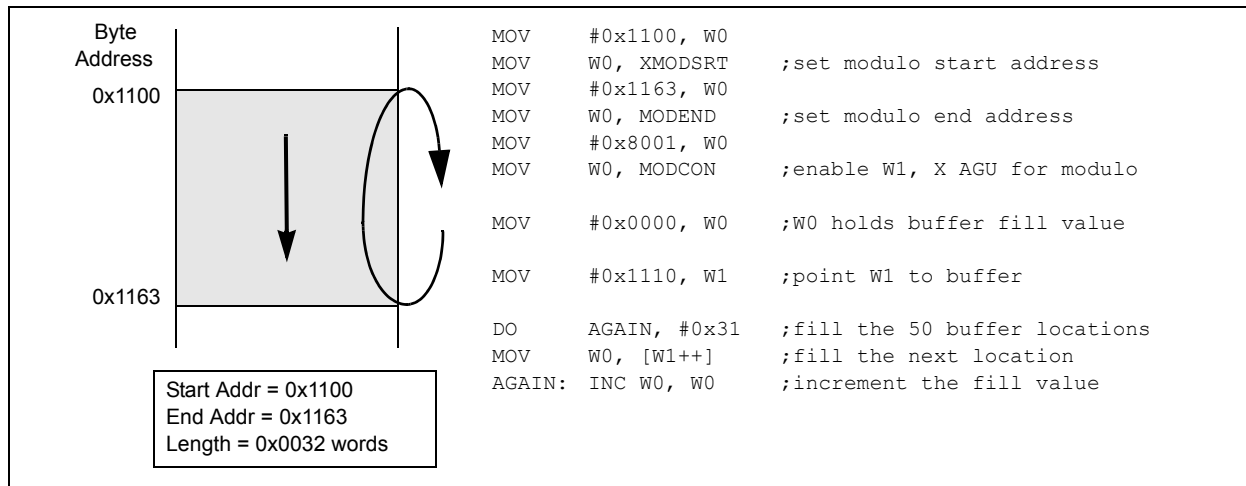 Byte
Address
0x1100
0x1163
Start Addr = 0x1100
End Addr = 0x1163
Length = 0x0032 words
MOV #0x1100, W0
MOV W0, XMODSRT ;set modulo start address
MOV #0x1163, W0
MOV W0, MODEND ;set modulo end address
MOV #0x8001, W0
MOV W0, MODCON ;enable W1, X AGU for modulo
MOV #0x0000, W0 ;W0 holds buffer fill value
MOV #0x1110, W1 ;point W1 to buffer
DO AGAIN, #0x31 ;fill the 50 buffer locations
MOV W0, [W1++] ;fill the next location
AGAIN: INC W0, W0 ;increment the fill value